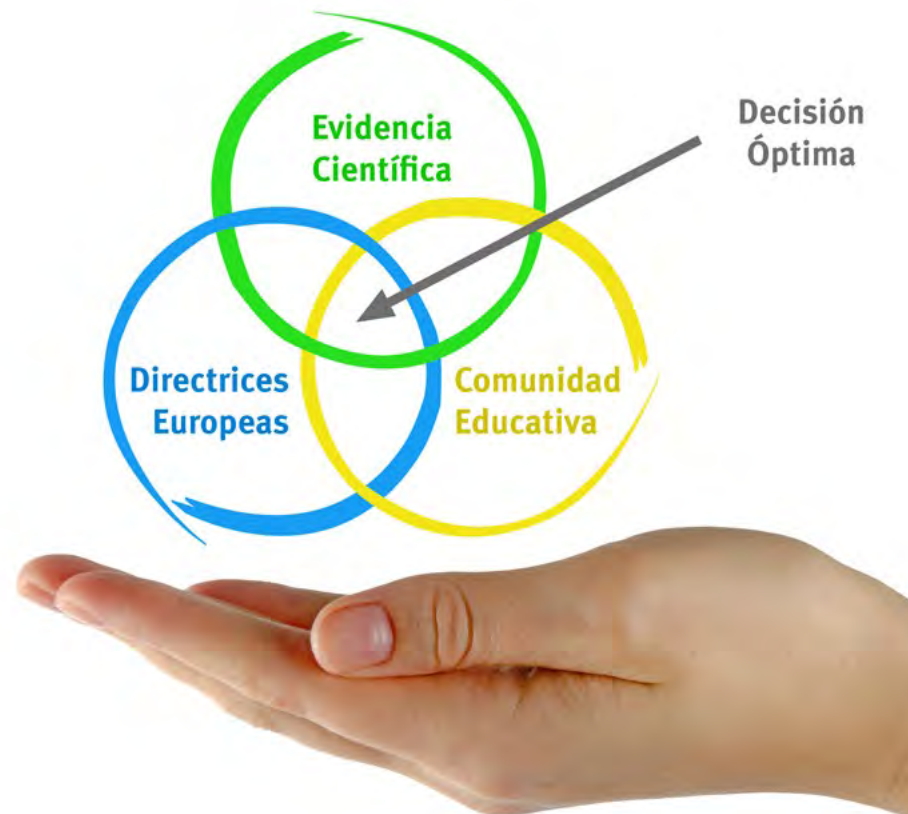 Evidencia
Científica
Decisión
Óptima
Directrices
Europeas
Comunidad
Educativa